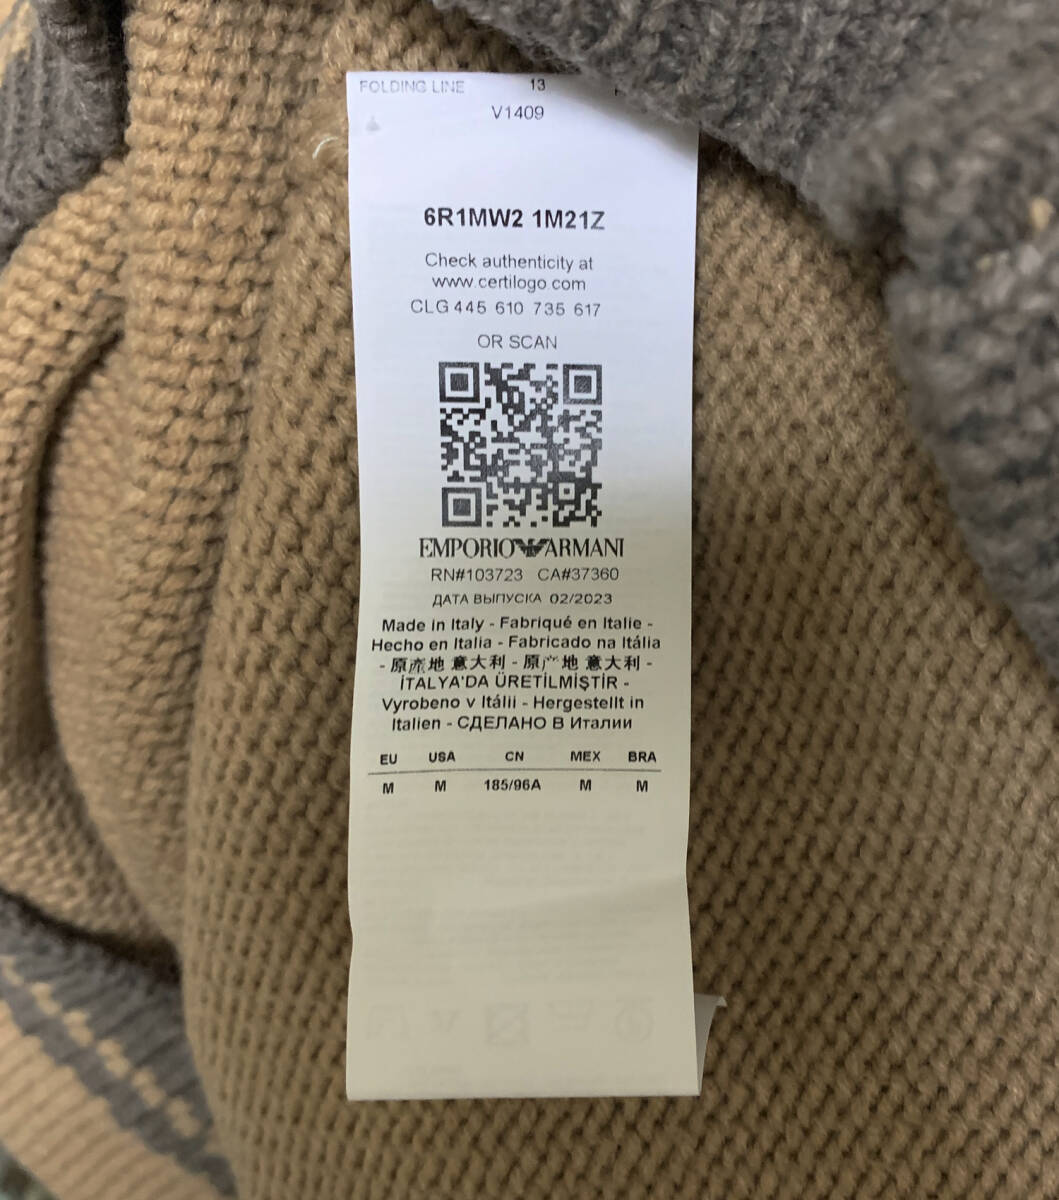 FOLDING LINE 13
V1409
6R1MW2 1M21Z
Check authenticity at
www.certilogo.com
CLG 445 610 735 617
OR SCAN
EMPORIO ARMANI
RN#103723 CA#37360
ДАТА ВЫПУСКА 02/2023
Made in Italy - Fabriqué en Italie -
Hecho en Italia - Fabricado na Itália
- 原產地 意大利 - 原产地 意大利 -
İTALYA'DA ÜRETİLMİŞTİR -
Vyrobeno v Itálii - Hergestellt in
Italien - СДЕЛАНО В Италии
EU USA CN MEX BRA
M M 185/96A M M